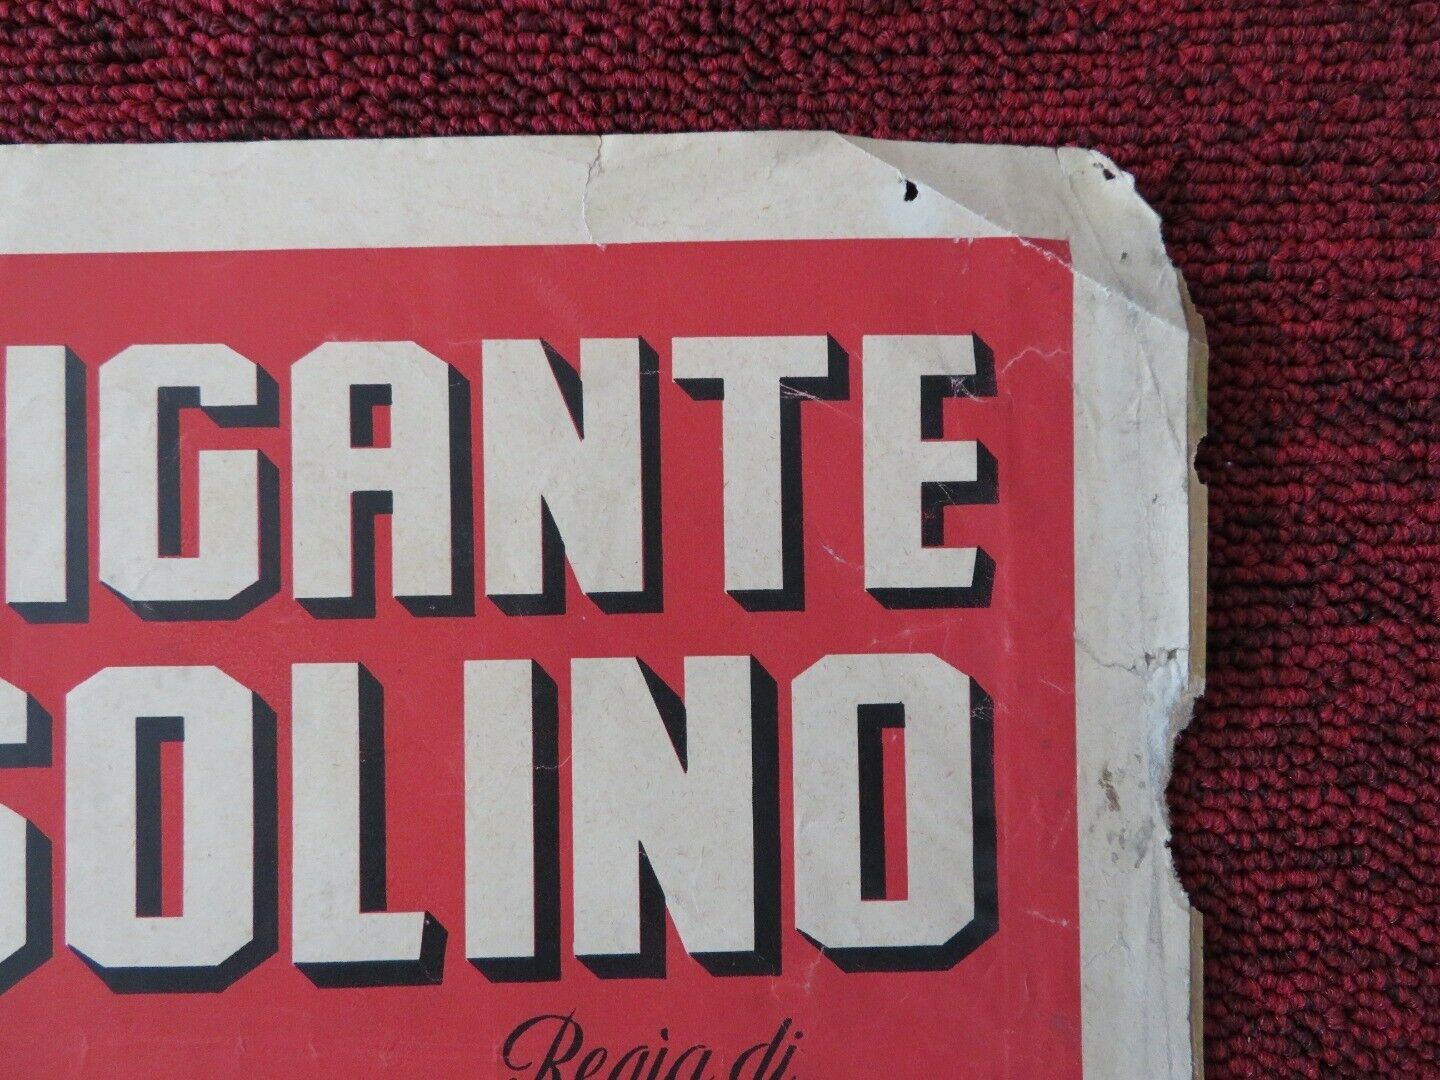 IGANTE
SOLINO
Regia di